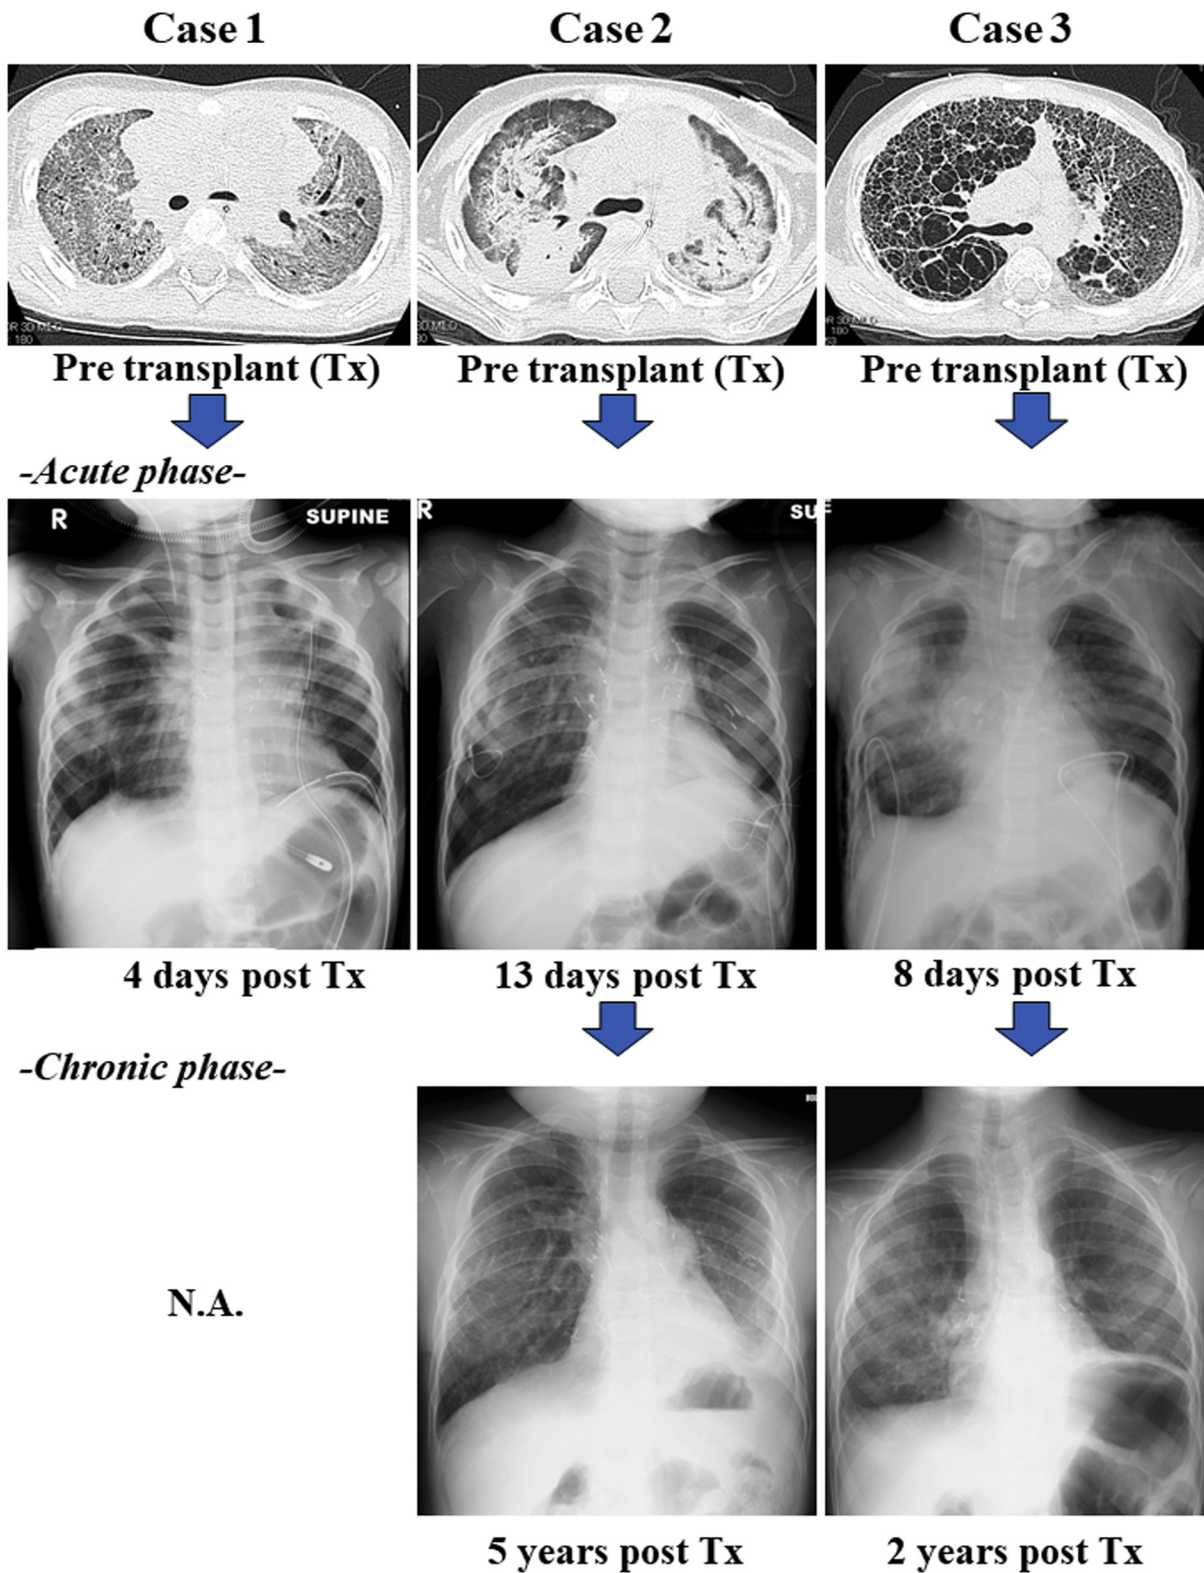 Case 1 Case 2 Case 3
Pre transplant (Tx) Pre transplant (Tx) Pre transplant (Tx)
-Acute phase-
R SUPINE R
4 days post Tx 13 days post Tx 8 days post Tx
-Chronic phase-
N.A.
5 years post Tx 2 years post Tx